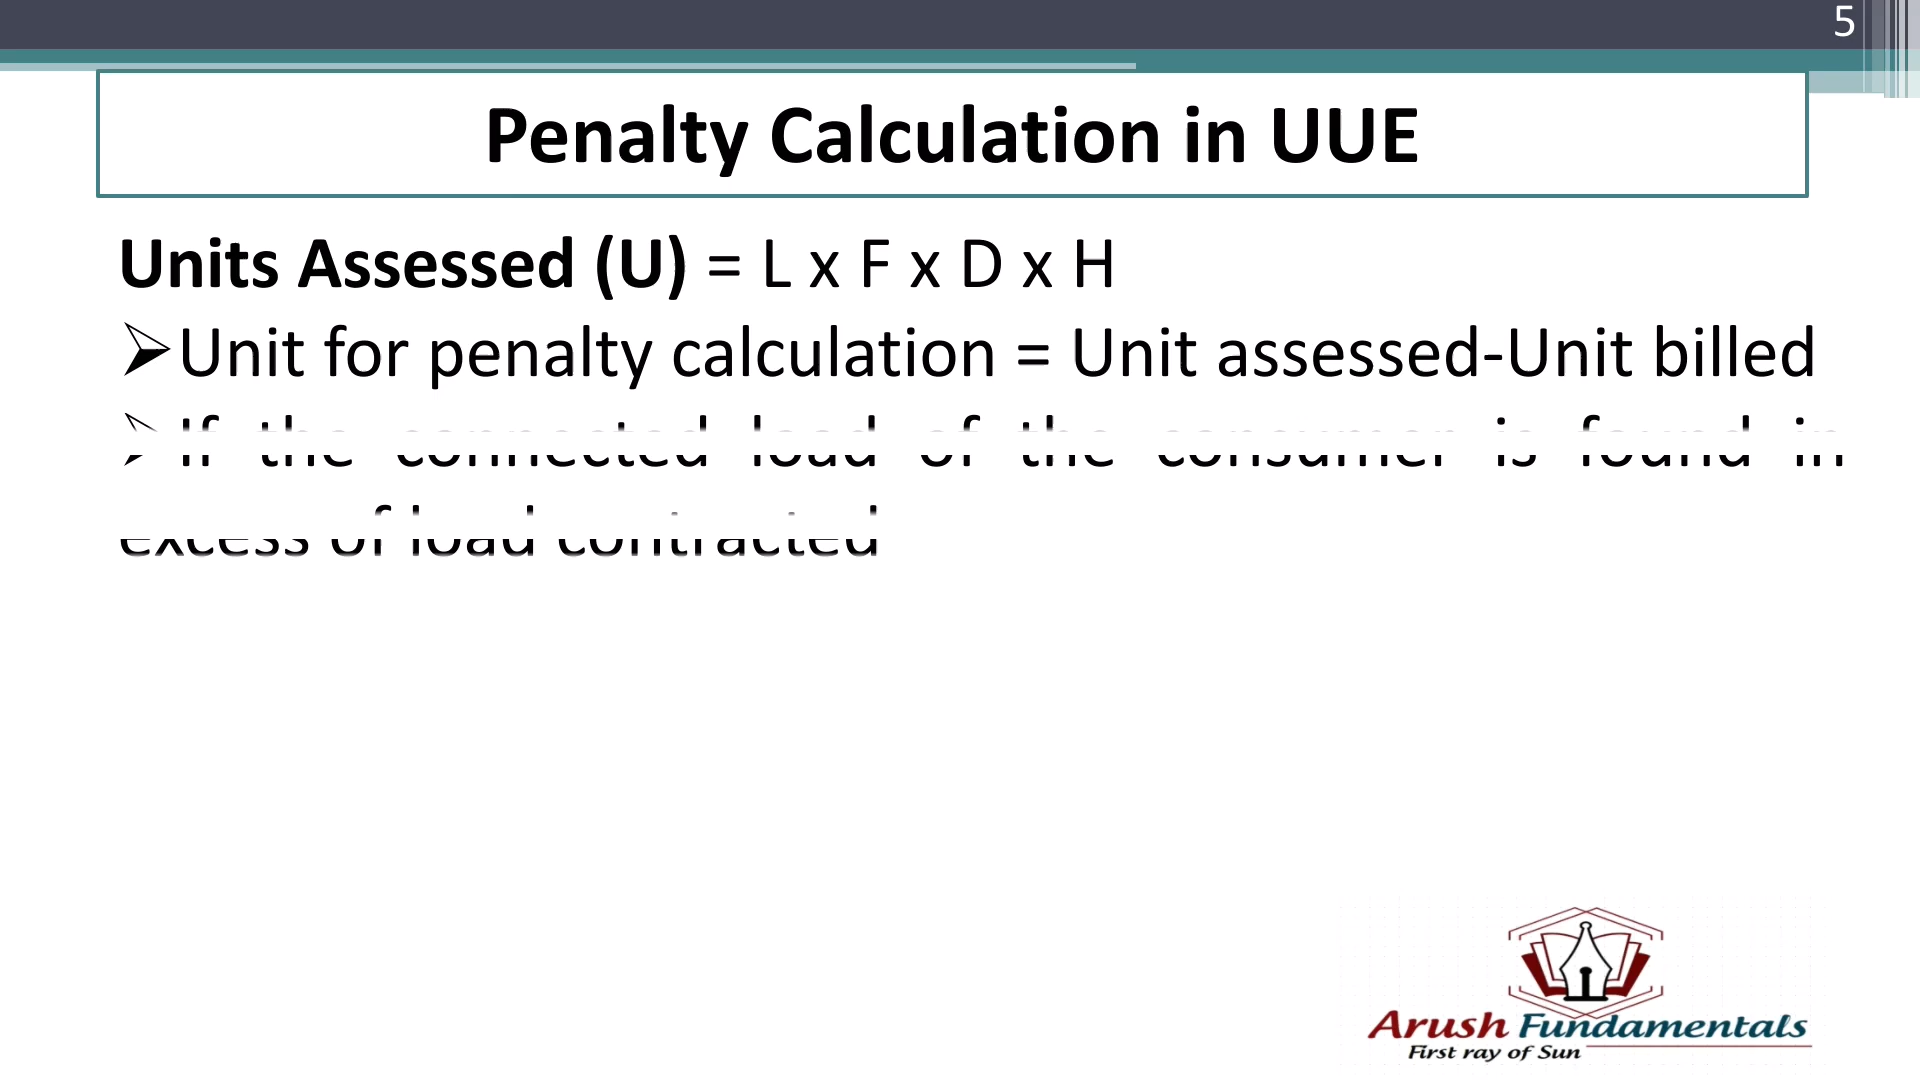 5
Penalty Calculation in UUE
Units Assessed (U) = L x F x D x H
➢Unit for penalty calculation = Unit assessed-Unit billed
➢If the connected load of the consumer is found in
excess of load contracted
Arush Fundamentals
First ray of Sun